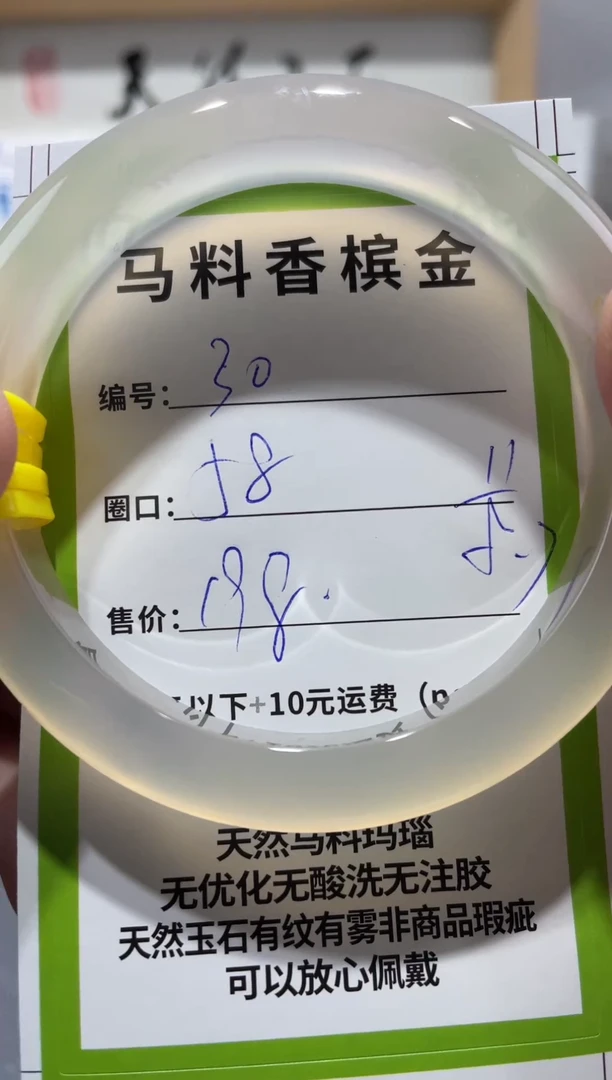 马料香槟金
编号：30
圈口：58
售价：198.
以下+10元运费（
天然马料玛瑙
无优化无酸洗无注胶
天然玉石有纹有雾非商品瑕疵
可以放心佩戴